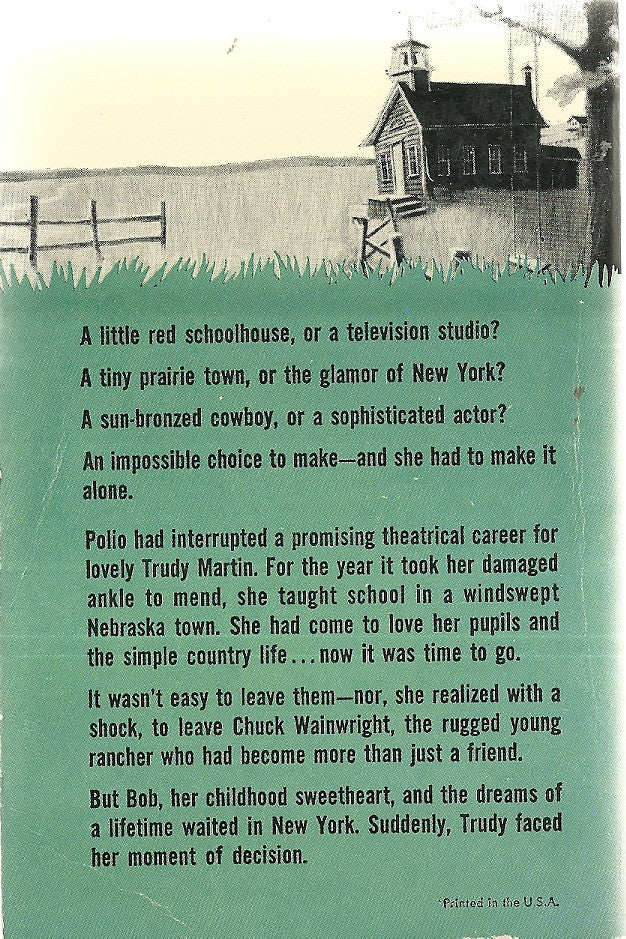 A little red schoolhouse, or a television studio?
A tiny prairie town, or the glamor of New York?
A sun-bronzed cowboy, or a sophisticated actor?
An impossible choice to make—and she had to make it
alone.
Polio had interrupted a promising theatrical career for
lovely Trudy Martin. For the year it took her damaged
ankle to mend, she taught school in a windswept
Nebraska town. She had come to love her pupils and
the simple country life...now it was time to go.
It wasn't easy to leave them—nor, she realized with a
shock, to leave Chuck Wainwright, the rugged young
rancher who had become more than just a friend.
But Bob, her childhood sweetheart, and the dreams of
a lifetime waited in New York. Suddenly, Trudy faced
her moment of decision.
Printed in the U.S.A.